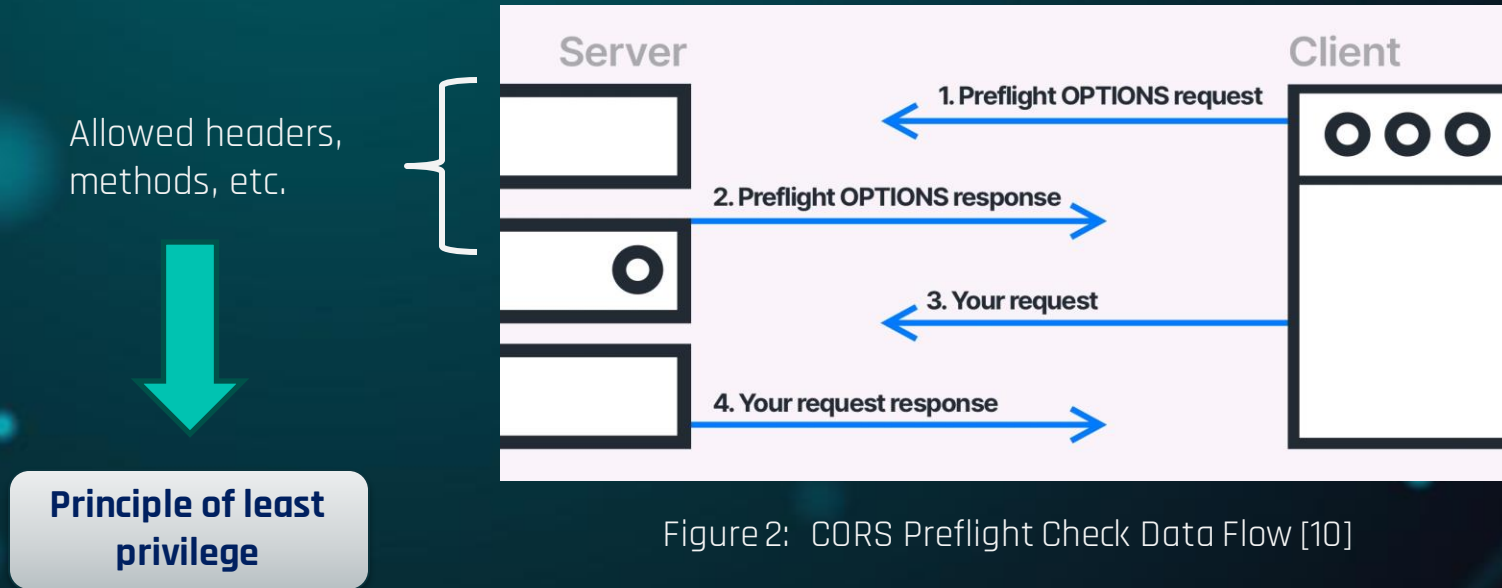 Server
Client
1. Preflight OPTIONS request
Allowed headers,
methods, etc.
2. Preflight OPTIONS response
3. Your request
4. Your request response
Principle of least
privilege
Figure 2: CORS Preflight Check Data Flow [10]